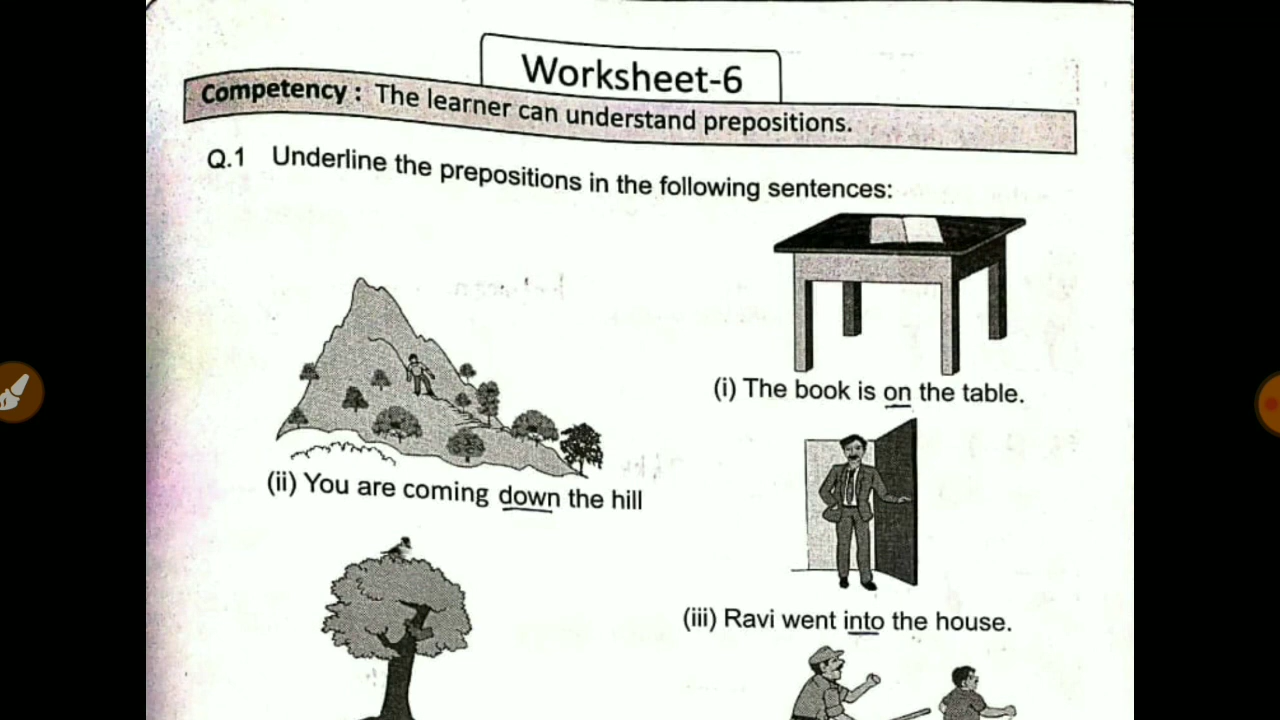 Worksheet-6
Competency : The learner can understand prepositions.
Q.1 Underline the prepositions in the following sentences:
(i) The book is on the table.
(ii) You are coming down the hill
(iii) Ravi went into the house.